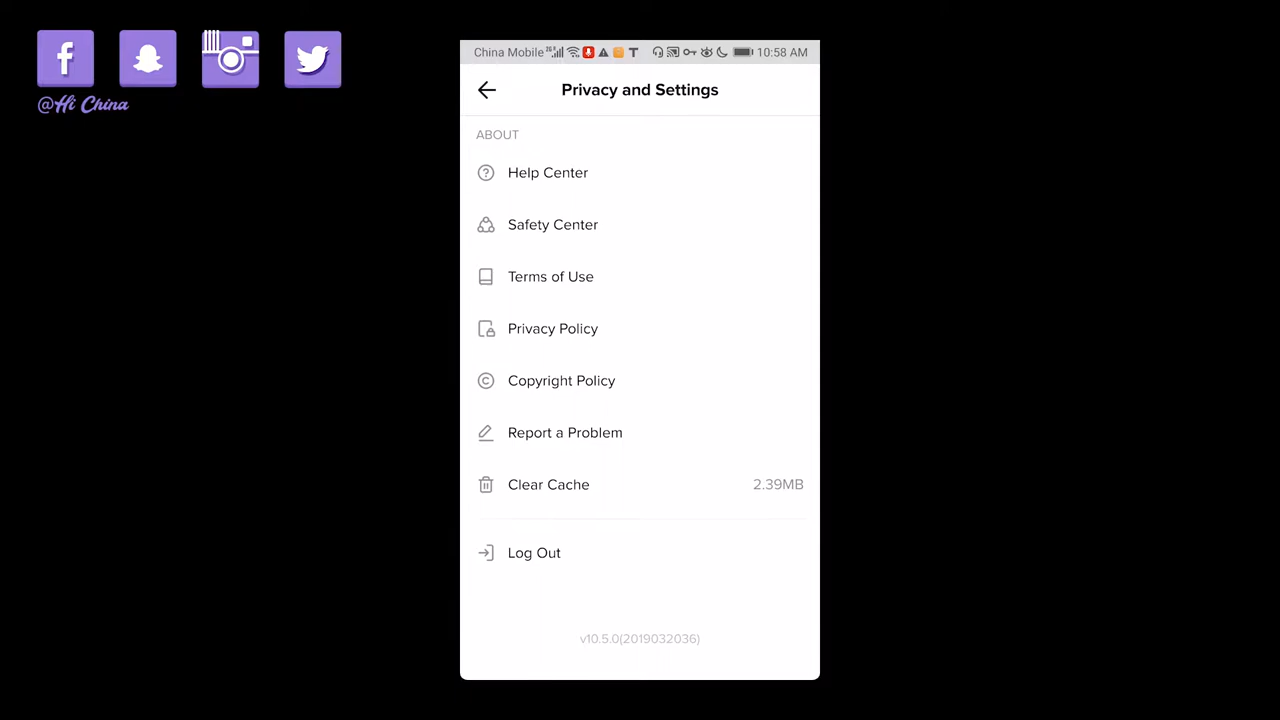 @Hi China
China Mobile 10:58 AM
Privacy and Settings
ABOUT
Help Center
Safety Center
Terms of Use
Privacy Policy
Copyright Policy
Report a Problem
Clear Cache 2.39MB
Log Out
v10.5.0(2019032036)